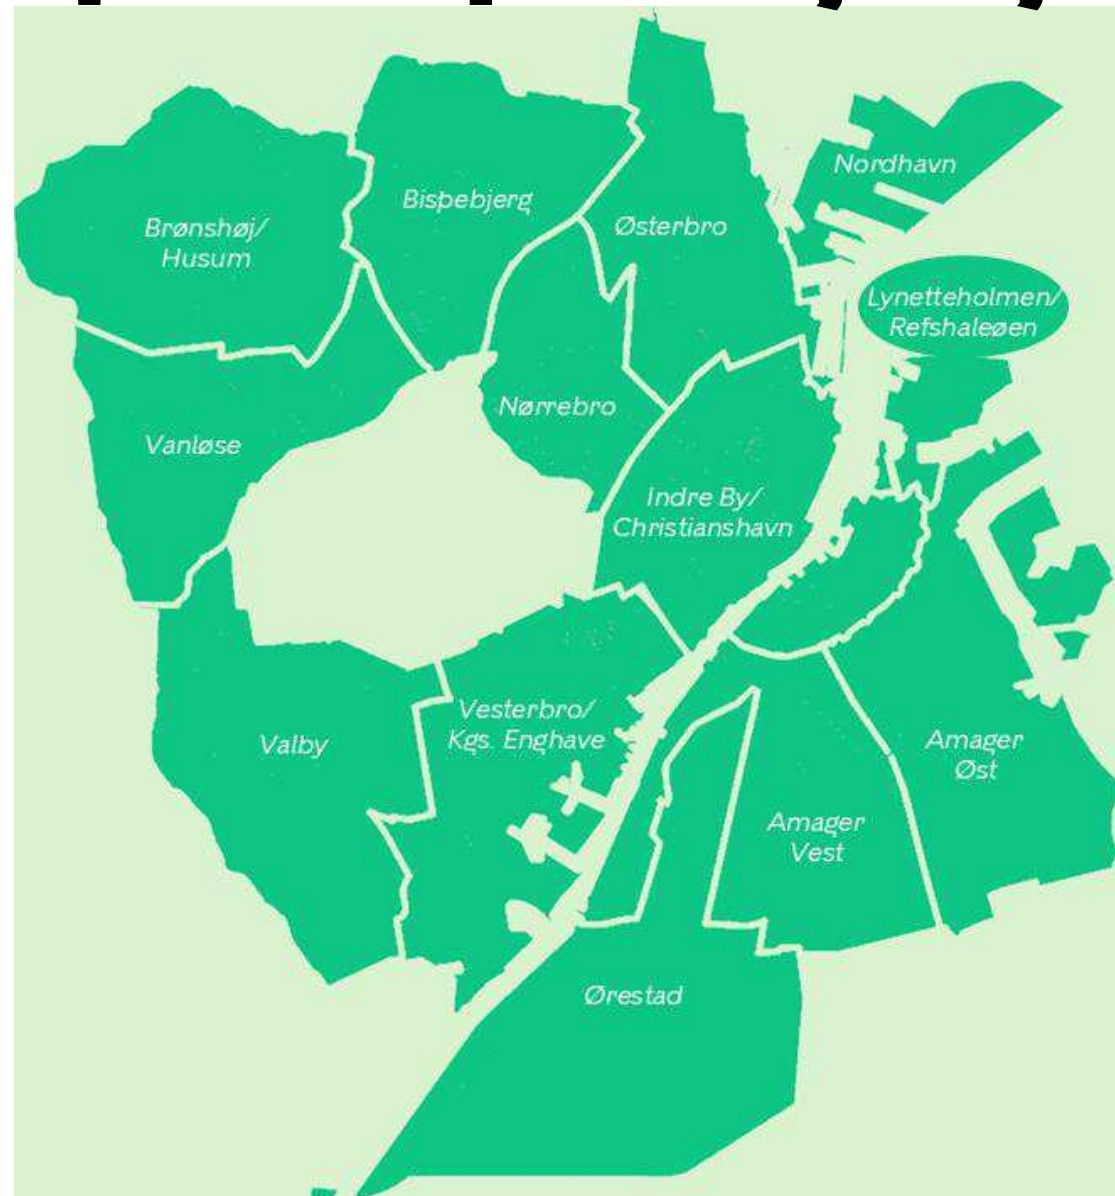 Nordhavn
Bispebjerg
Brønshøj/
Husum
Østerbro
Lynetteholmen/
Refshaleøen
Nørrebro
Vanløse
Indre By/
Christianshavn
Vesterbro/
Kgs. Enghave
Valby
Amager
Øst
Amager
Vest
Ørestad